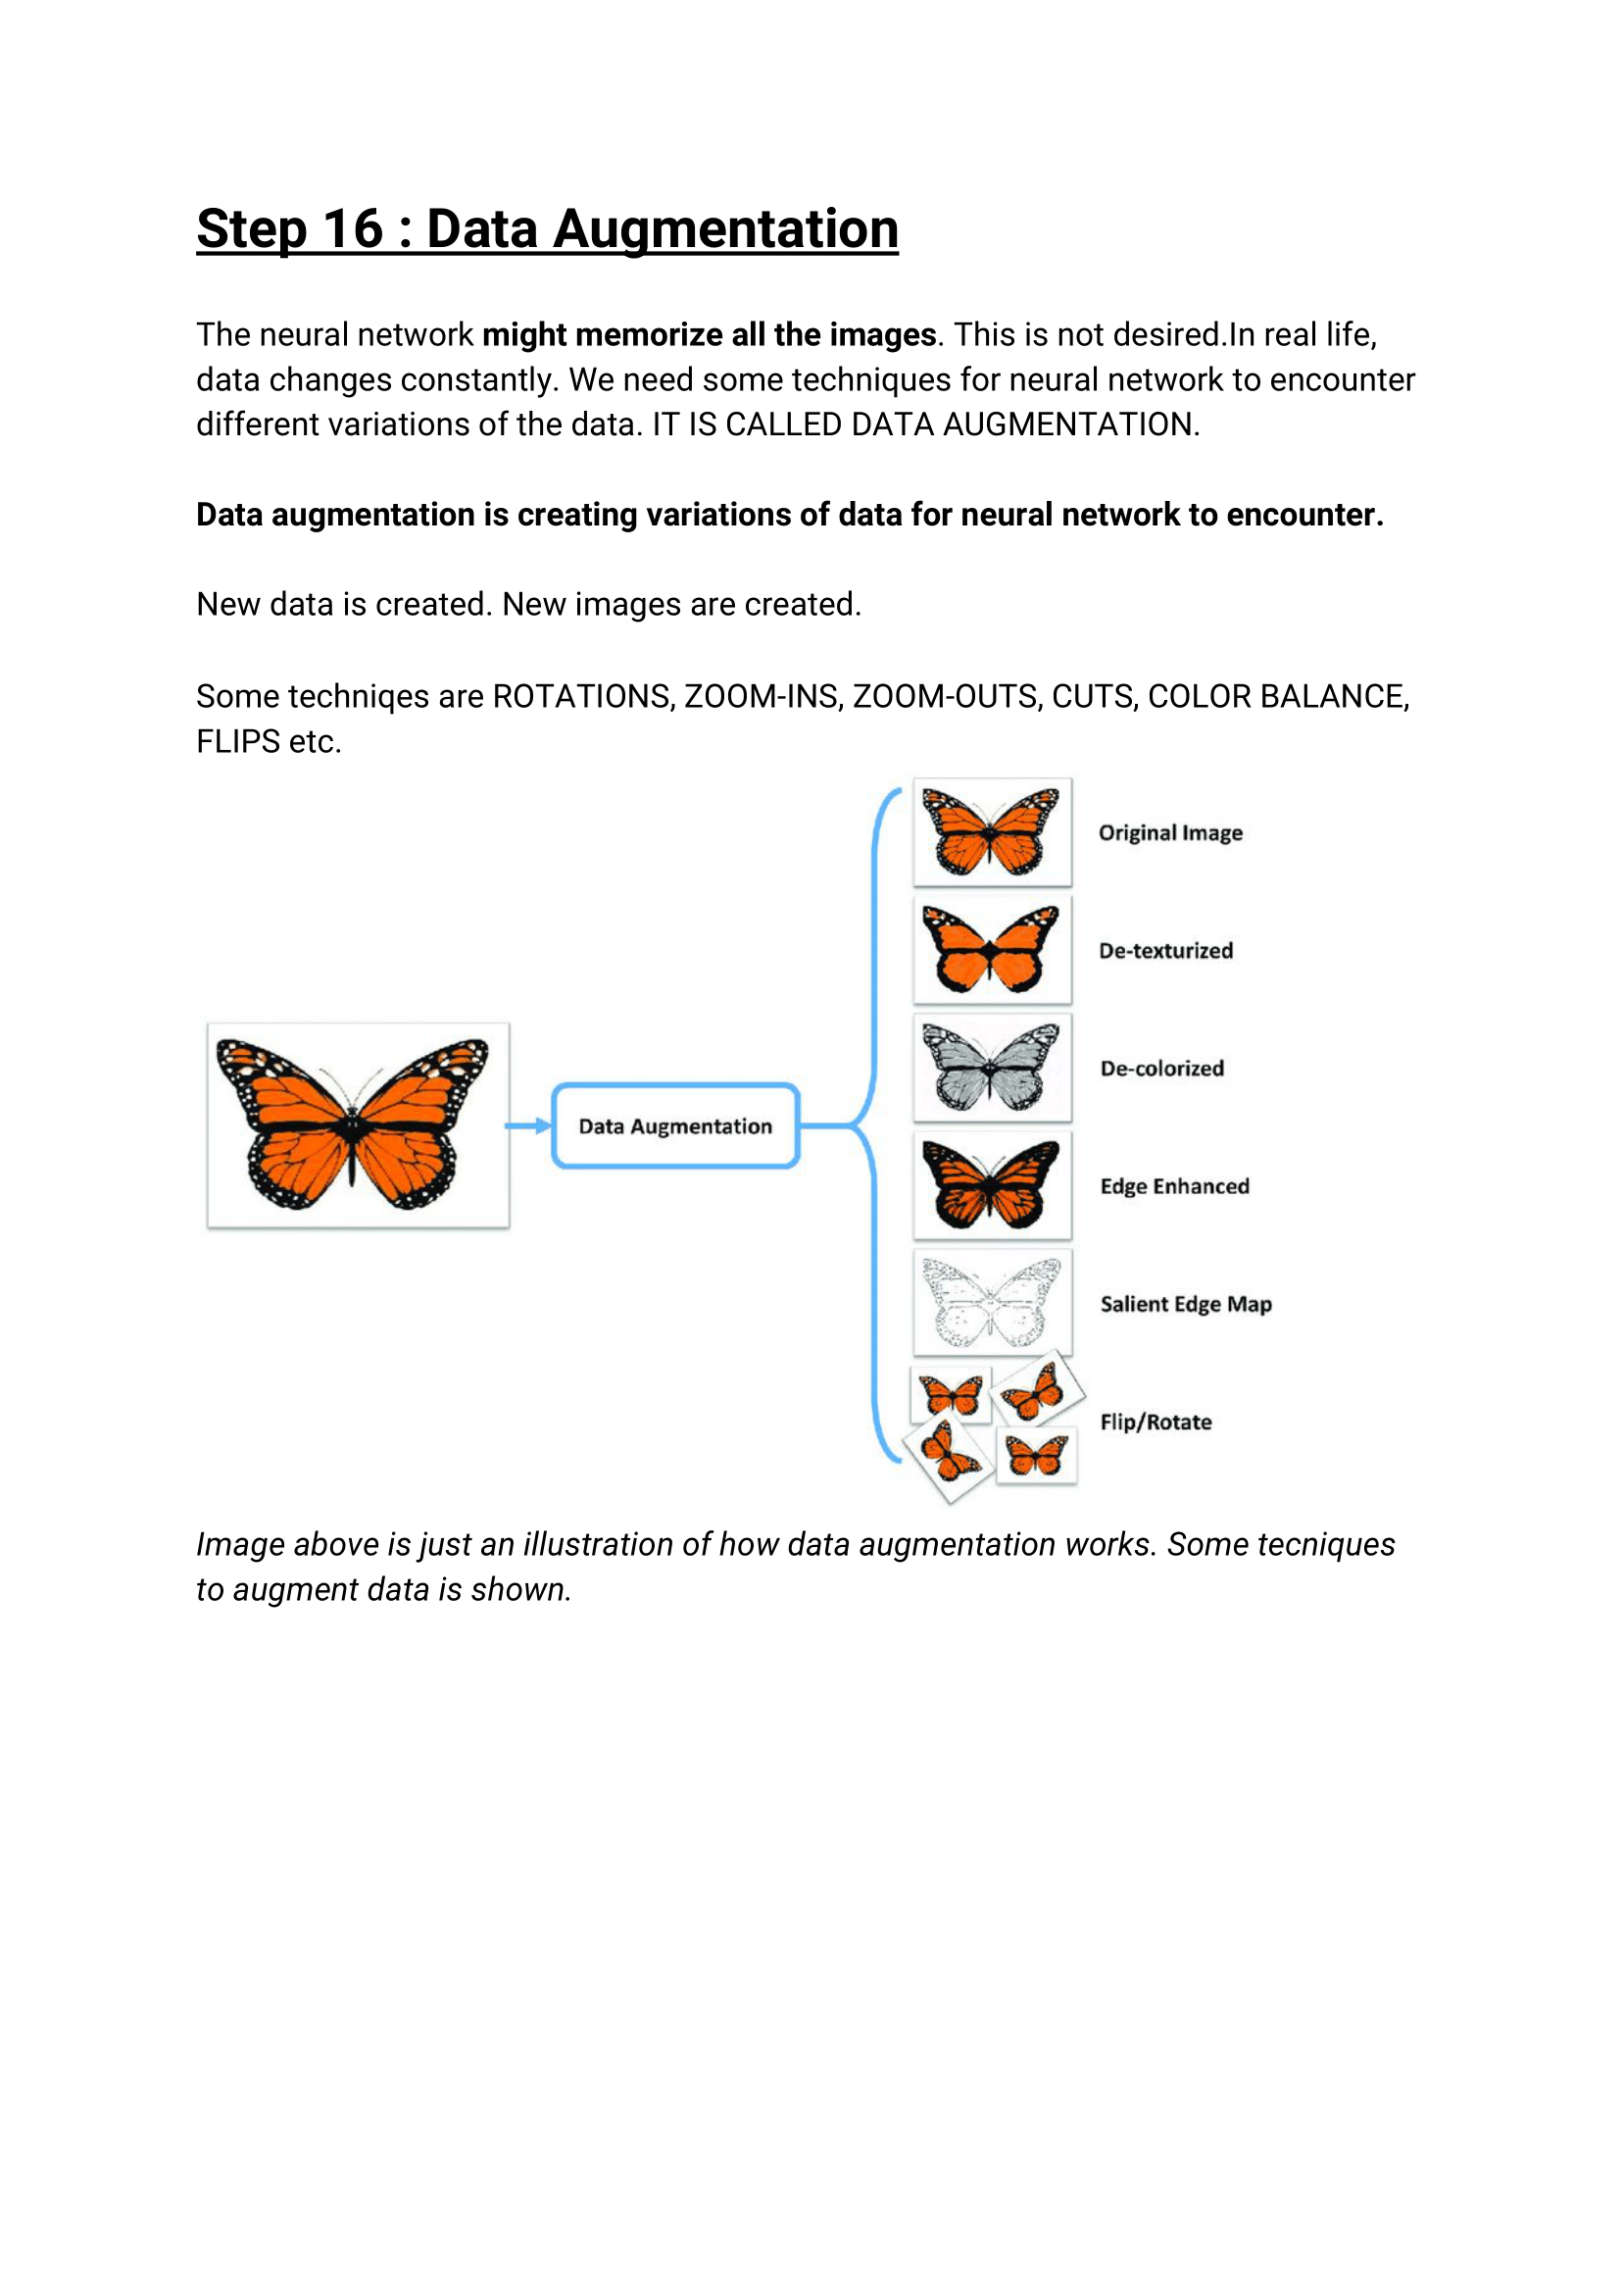 Step 16 : Data Augmentation
The neural network might memorize all the images. This is not desired.In real life,
data changes constantly. We need some techniques for neural network to encounter
different variations of the data. IT IS CALLED DATA AUGMENTATION.
Data augmentation is creating variations of data for neural network to encounter.
New data is created. New images are created.
Some techniqes are ROTATIONS, ZOOM-INS, ZOOM-OUTS, CUTS, COLOR BALANCE,
FLIPS etc.
Original Image
De-texturized
De-colorized
Data Augmentation
Edge Enhanced
Salient Edge Map
Flip/Rotate
Image above is just an illustration of how data augmentation works. Some tecniques
to augment data is shown.